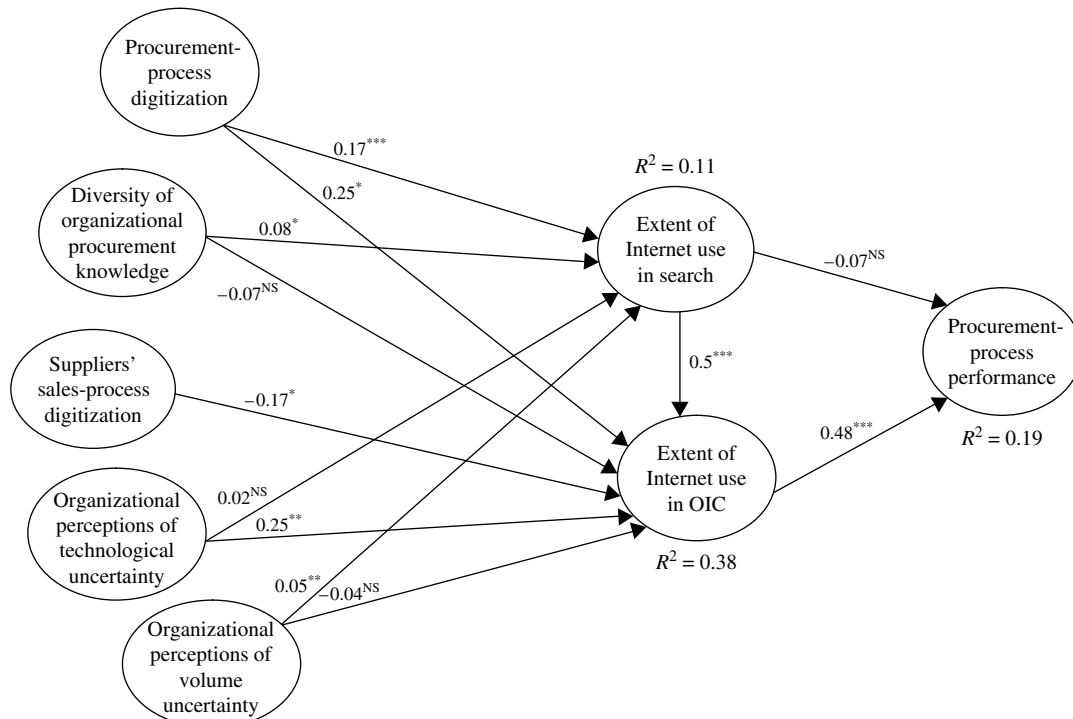 Procurement-
process
digitization
0.17***
0.25*
R² = 0.11
Diversity of
organizational
procurement
knowledge
0.08*
−0.07ᴺˢ
Extent of
Internet use
in search
−0.07ᴺˢ
Procurement-
process
performance
R² = 0.19
Suppliers’
sales-process
digitization
−0.17*
0.5***
0.48***
Extent of
Internet use
in OIC
R² = 0.38
Organizational
perceptions of
technological
uncertainty
0.02ᴺˢ
0.25**
0.05**
−0.04ᴺˢ
Organizational
perceptions of
volume
uncertainty